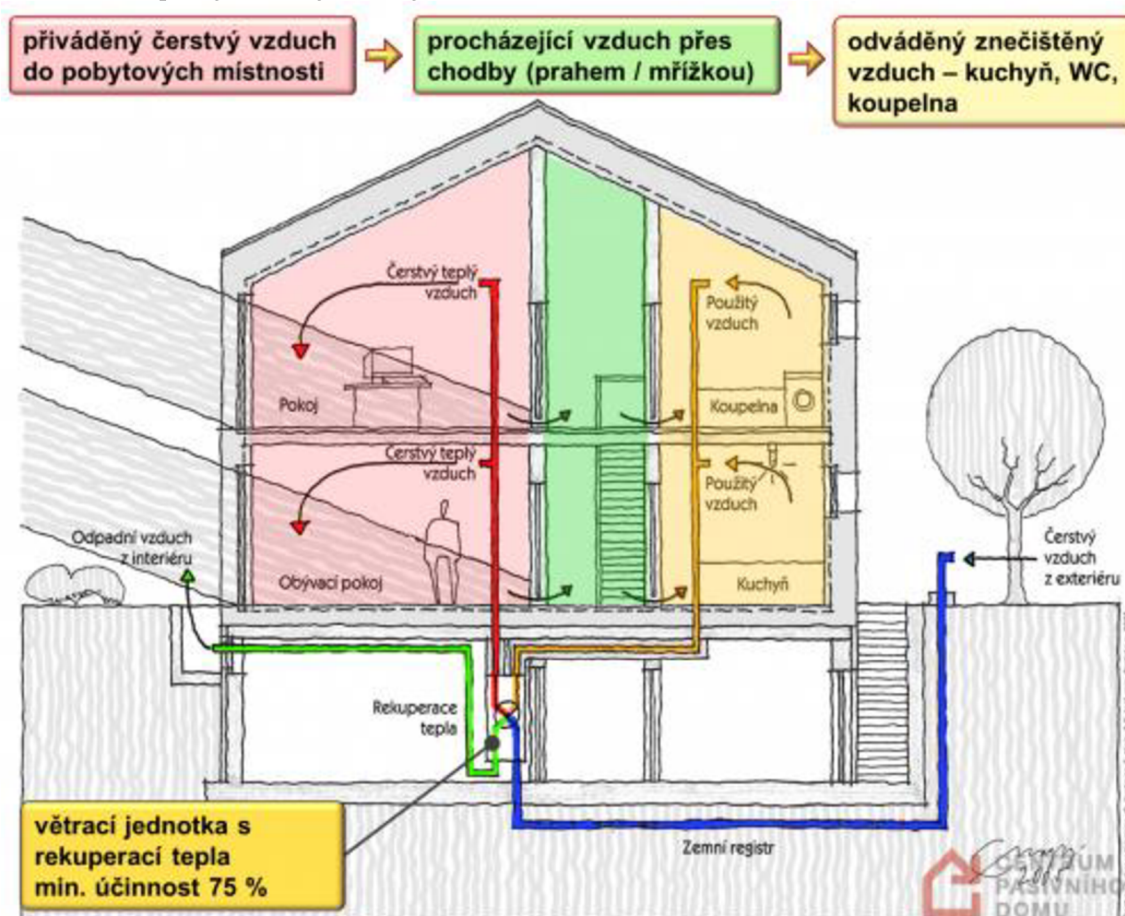 přiváděný čerstvý vzduch
do pobytových místnosti
procházející vzduch přes
chodby (prahem / mřížkou)
odváděný znečištěný
vzduch – kuchyň, WC,
koupelna
Čerstvý teplý
vzduch
Použitý
vzduch
Pokoj
Koupelna
Čerstvý teplý
vzduch
Použitý
vzduch
Odpadní vzduch
z interiéru
Čerstvý
vzduch
z exteriéru
Obývací pokoj
Kuchyň
Rekuperace
tepla
větrací jednotka s
rekuperací tepla
min. účinnost 75 %
Zemní registr
CENTRUM
PASIVNÍHO
DOMU